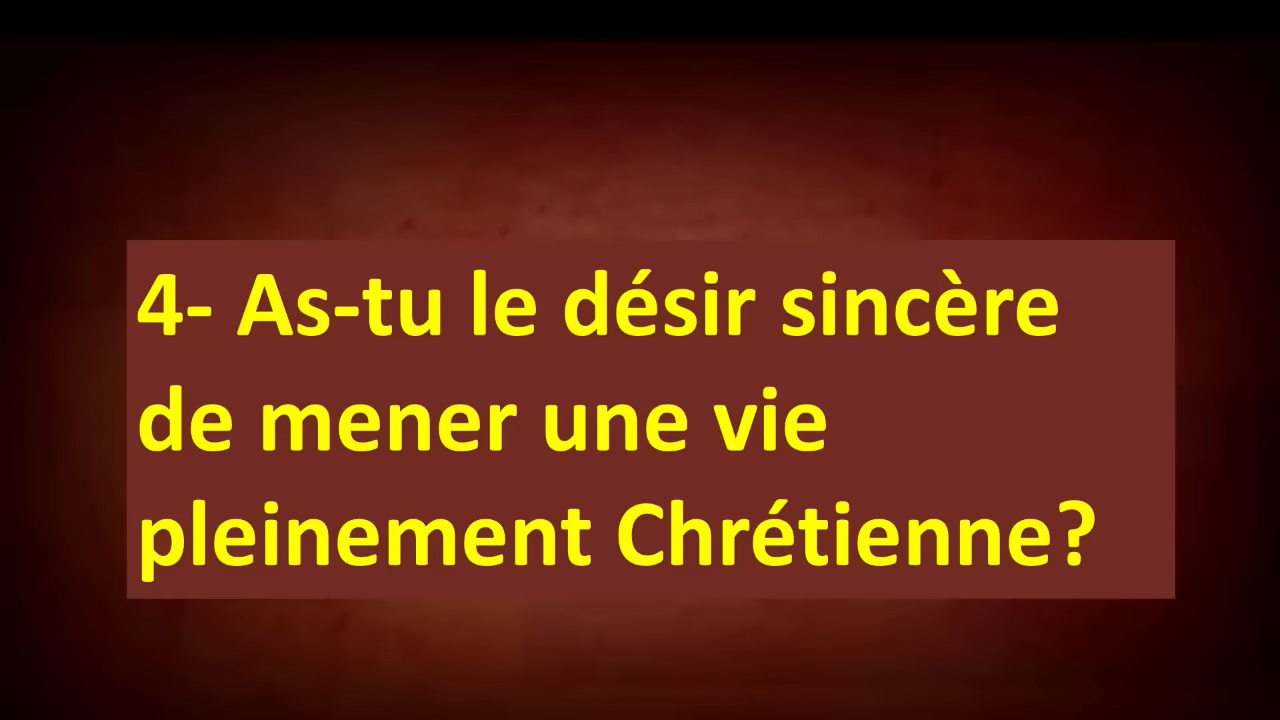 4- As-tu le désir sincère
de mener une vie
pleinement Chrétienne?